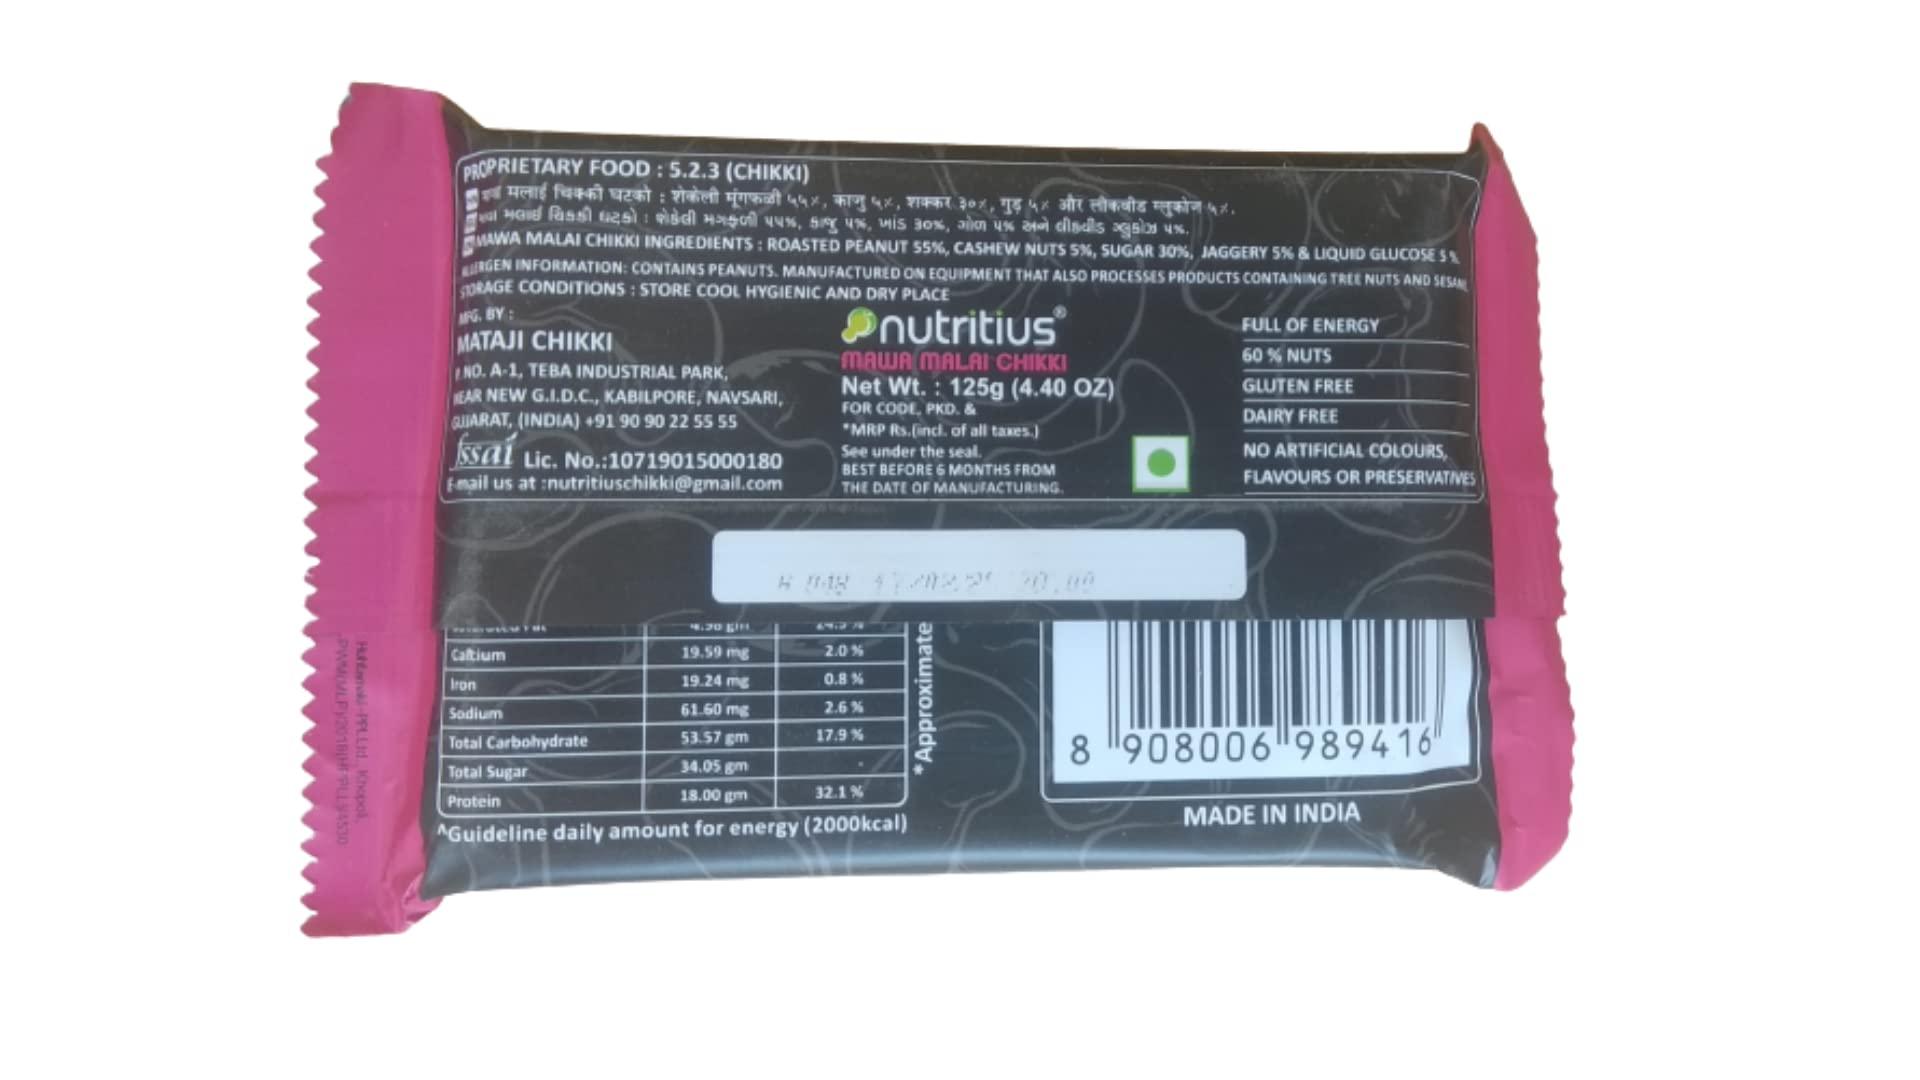 PROPRIETARY FOOD : 5.2.3 (CHIKKI)
मलाई चिक्की घटको : शेकेली मूंगफळी ५५%, काजु ५%, शक्कर ३०%, गुड़ ५% और लीकवीड ग्लुकोज ५%.
મલાઈ ચિક્કી ઘટકો : શેકેલી મગફળી ૫૫%, કાજુ ૫%, ખાંડ ૩૦%, ગોળ ૫% અને લીકવીડ ગ્લુકોઝ ૫%.
MAWA MALAI CHIKKI INGREDIENTS : ROASTED PEANUT 55%, CASHEW NUTS 5%, SUGAR 30%, JAGGERY 5% & LIQUID GLUCOSE 5 %
ALLERGEN INFORMATION: CONTAINS PEANUTS. MANUFACTURED ON EQUIPMENT THAT ALSO PROCESSES PRODUCTS CONTAINING TREE NUTS AND SESAME
STORAGE CONDITIONS : STORE COOL HYGIENIC AND DRY PLACE
MFG. BY :
MATAJI CHIKKI
P. NO. A-1, TEBA INDUSTRIAL PARK,
NEAR NEW G.I.D.C., KABILPORE, NAVSARI,
GUJARAT, (INDIA) +91 90 90 22 55 55
fssai Lic. No.:10719015000180
E-mail us at :nutritiuschikki@gmail.com
nutritius®
MAWA MALAI CHIKKI
Net Wt. : 125g (4.40 OZ)
FOR CODE, PKD. &
*MRP Rs.(incl. of all taxes.)
See under the seal.
BEST BEFORE 6 MONTHS FROM
THE DATE OF MANUFACTURING.
FULL OF ENERGY
60 % NUTS
GLUTEN FREE
DAIRY FREE
NO ARTIFICIAL COLOURS,
FLAVOURS OR PRESERVATIVES
Calcium 19.59 mg 2.0 %
Iron 19.24 mg 0.8 %
Sodium 61.60 mg 2.6 %
Total Carbohydrate 53.57 gm 17.9 %
Total Sugar 34.05 gm -
Protein 18.00 gm 32.1 %
^Guideline daily amount for energy (2000kcal)
*Approximate
8 908006 989416
MADE IN INDIA
Huhtamaki-PPL Ltd., Khopoli,